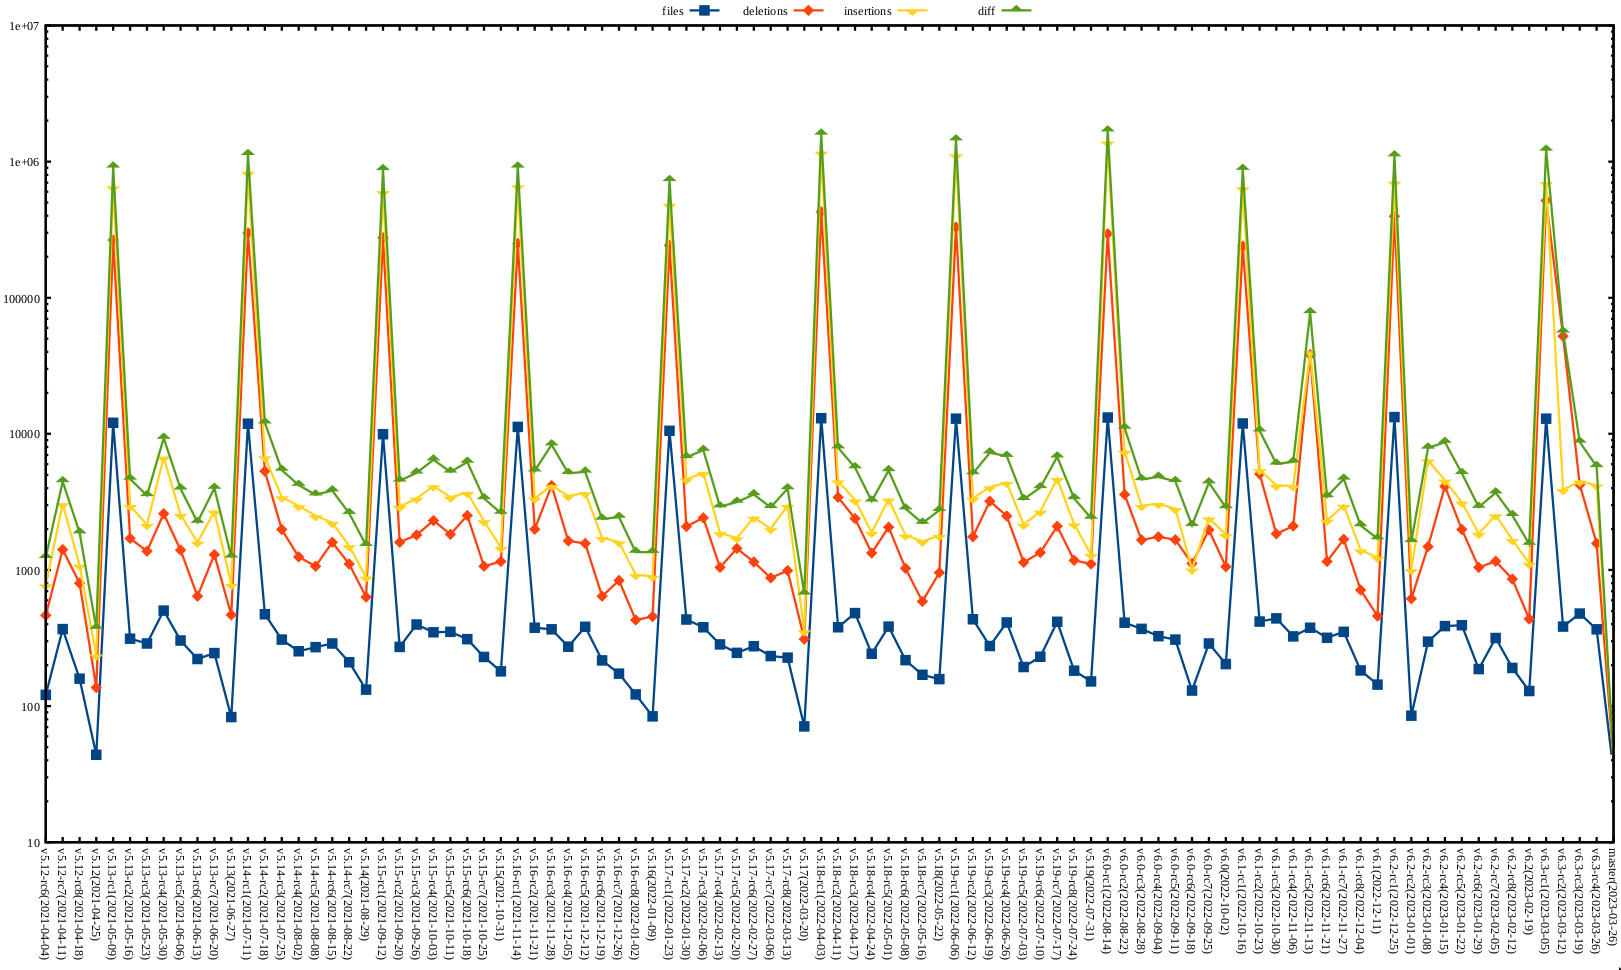 files deletions insertions diff
1e+07
1e+06
100000
10000
1000
100
10
v5.12-rc6(2021-04-04)
v5.12-rc7(2021-04-11)
v5.12-rc8(2021-04-18)
v5.12(2021-04-25)
v5.13-rc1(2021-05-09)
v5.13-rc2(2021-05-16)
v5.13-rc3(2021-05-23)
v5.13-rc4(2021-05-30)
v5.13-rc5(2021-06-06)
v5.13-rc6(2021-06-13)
v5.13-rc7(2021-06-20)
v5.13(2021-06-27)
v5.14-rc1(2021-07-11)
v5.14-rc2(2021-07-18)
v5.14-rc3(2021-07-25)
v5.14-rc4(2021-08-02)
v5.14-rc5(2021-08-08)
v5.14-rc6(2021-08-15)
v5.14-rc7(2021-08-22)
v5.14(2021-08-29)
v5.15-rc1(2021-09-12)
v5.15-rc2(2021-09-20)
v5.15-rc3(2021-09-26)
v5.15-rc4(2021-10-03)
v5.15-rc5(2021-10-11)
v5.15-rc6(2021-10-18)
v5.15-rc7(2021-10-25)
v5.15(2021-10-31)
v5.16-rc1(2021-11-14)
v5.16-rc2(2021-11-21)
v5.16-rc3(2021-11-28)
v5.16-rc4(2021-12-05)
v5.16-rc5(2021-12-12)
v5.16-rc6(2021-12-19)
v5.16-rc7(2021-12-26)
v5.16-rc8(2022-01-02)
v5.16(2022-01-09)
v5.17-rc1(2022-01-23)
v5.17-rc2(2022-01-30)
v5.17-rc3(2022-02-06)
v5.17-rc4(2022-02-13)
v5.17-rc5(2022-02-20)
v5.17-rc6(2022-02-27)
v5.17-rc7(2022-03-06)
v5.17-rc8(2022-03-13)
v5.17(2022-03-20)
v5.18-rc1(2022-04-03)
v5.18-rc2(2022-04-11)
v5.18-rc3(2022-04-17)
v5.18-rc4(2022-04-24)
v5.18-rc5(2022-05-01)
v5.18-rc6(2022-05-08)
v5.18-rc7(2022-05-16)
v5.18(2022-05-22)
v5.19-rc1(2022-06-06)
v5.19-rc2(2022-06-12)
v5.19-rc3(2022-06-19)
v5.19-rc4(2022-06-26)
v5.19-rc5(2022-07-03)
v5.19-rc6(2022-07-10)
v5.19-rc7(2022-07-17)
v5.19-rc8(2022-07-24)
v5.19(2022-07-31)
v6.0-rc1(2022-08-14)
v6.0-rc2(2022-08-22)
v6.0-rc3(2022-08-28)
v6.0-rc4(2022-09-04)
v6.0-rc5(2022-09-11)
v6.0-rc6(2022-09-18)
v6.0-rc7(2022-09-25)
v6.0(2022-10-02)
v6.1-rc1(2022-10-16)
v6.1-rc2(2022-10-23)
v6.1-rc3(2022-10-30)
v6.1-rc4(2022-11-06)
v6.1-rc5(2022-11-13)
v6.1-rc6(2022-11-21)
v6.1-rc7(2022-11-27)
v6.1-rc8(2022-12-04)
v6.1(2022-12-11)
v6.2-rc1(2022-12-25)
v6.2-rc2(2023-01-01)
v6.2-rc3(2023-01-08)
v6.2-rc4(2023-01-15)
v6.2-rc5(2023-01-22)
v6.2-rc6(2023-01-29)
v6.2-rc7(2023-02-05)
v6.2-rc8(2023-02-12)
v6.2(2023-02-19)
v6.3-rc1(2023-03-05)
v6.3-rc2(2023-03-12)
v6.3-rc3(2023-03-19)
v6.3-rc4(2023-03-26)
master(2023-03-26)